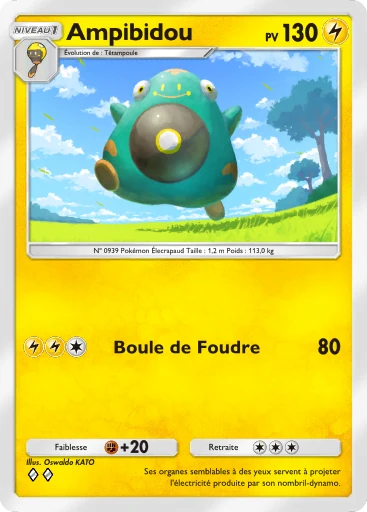 NIVEAU 1
Ampibidou
PV 130
Évolution de : Têtampoule
N° 0939 Pokémon Élecrapaud Taille : 1,2 m Poids : 113,0 kg
Boule de Foudre 80
Faiblesse +20 Retraite
Illus. Oswaldo KATO
Ses organes semblables à des yeux servent à projeter
l'électricité produite par son nombril-dynamo.